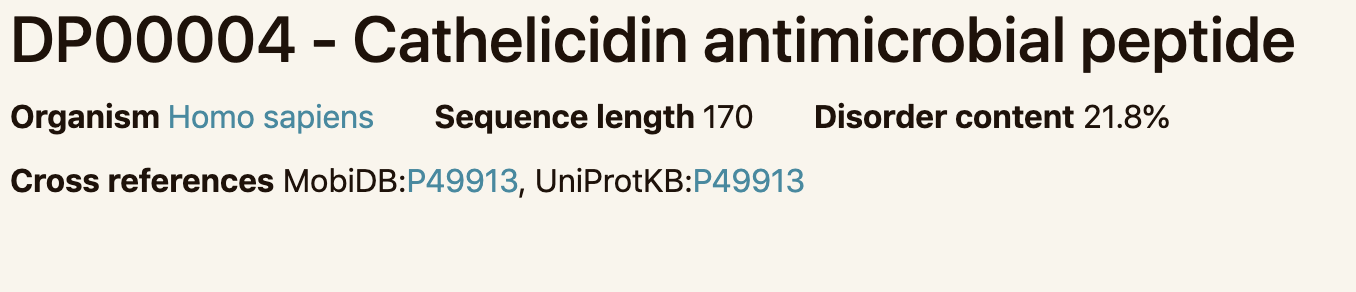 DP00004 - Cathelicidin antimicrobial peptide
Organism Homo sapiens Sequence length 170 Disorder content 21.8%
Cross references MobiDB:P49913, UniProtKB:P49913